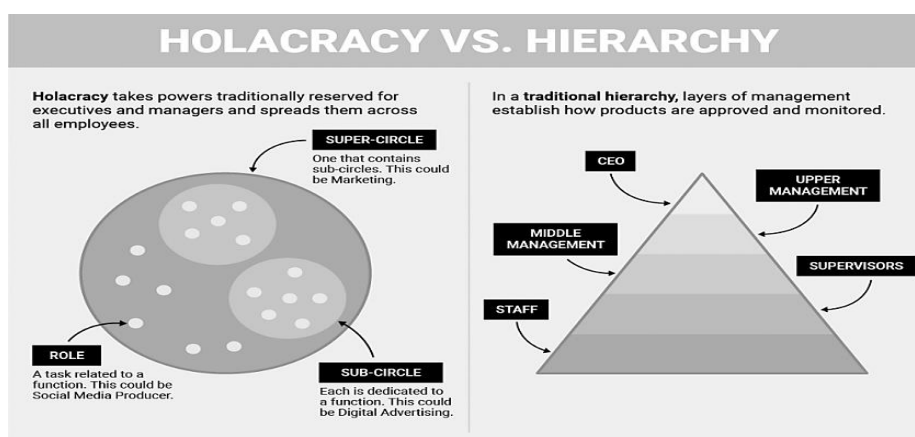 HOLACRACY VS. HIERARCHY
Holacracy takes powers traditionally reserved for
executives and managers and spreads them across
all employees.
SUPER-CIRCLE
One that contains
sub-circles. This could
be Marketing.
ROLE
A task related to a
function. This could be
Social Media Producer.
SUB-CIRCLE
Each is dedicated to
a function. This could
be Digital Advertising.
In a traditional hierarchy, layers of management
establish how products are approved and monitored.
CEO
UPPER
MANAGEMENT
MIDDLE
MANAGEMENT
SUPERVISORS
STAFF